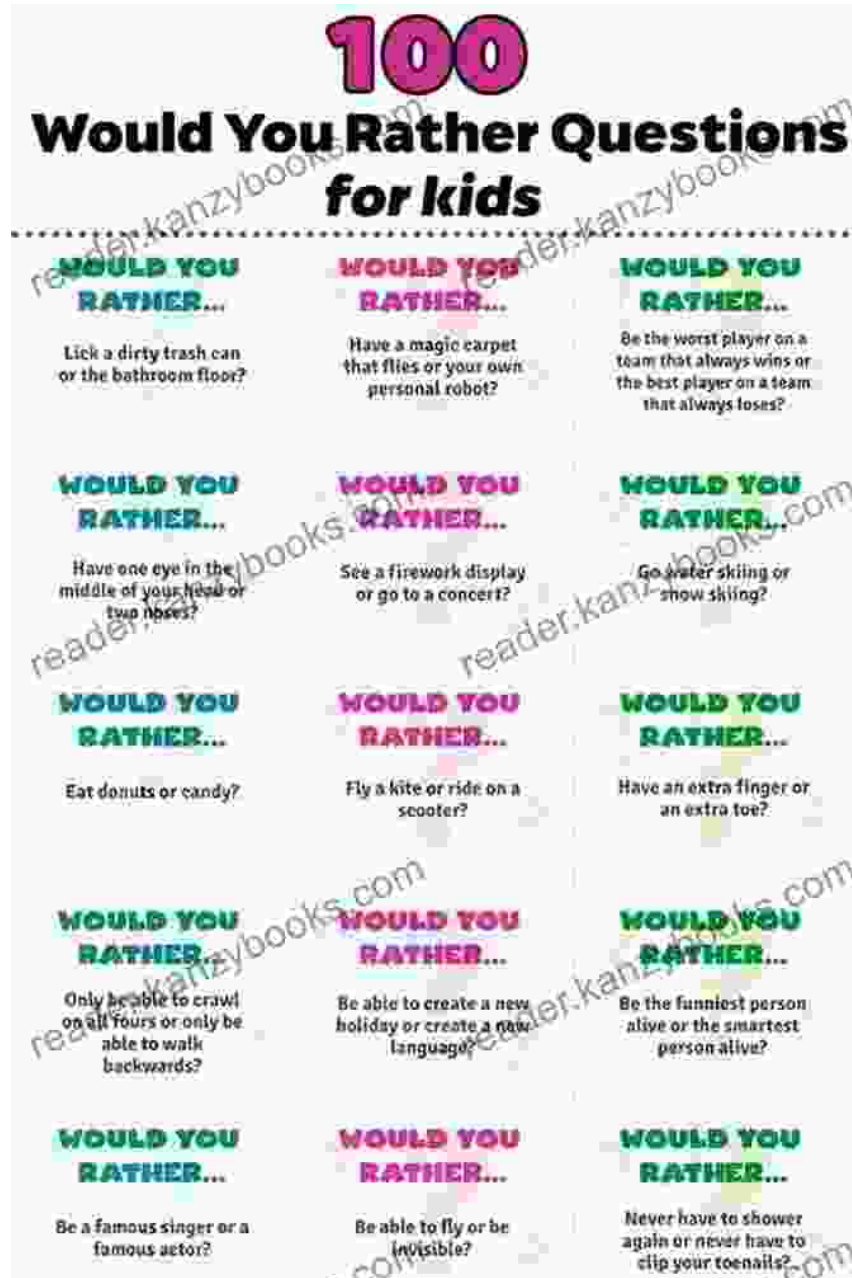 100
Would You Rather Questions
for kids
WOULD YOU
RATHER...
Lick a dirty trash can
or the bathroom floor?
WOULD YOU
RATHER...
Have a magic carpet
that flies or your own
personal robot?
WOULD YOU
RATHER...
Be the worst player on a
team that always wins or
the best player on a team
that always loses?
WOULD YOU
RATHER...
Have one eye in the
middle of your head or
two noses?
WOULD YOU
RATHER...
See a firework display
or go to a concert?
WOULD YOU
RATHER...
Go water skiing or
snow skiing?
WOULD YOU
RATHER...
Eat donuts or candy?
WOULD YOU
RATHER...
Fly a kite or ride on a
scooter?
WOULD YOU
RATHER...
Have an extra finger or
an extra toe?
WOULD YOU
RATHER...
Only be able to crawl
on all fours or only be
able to walk
backwards?
WOULD YOU
RATHER...
Be able to create a new
holiday or create a new
language?
WOULD YOU
RATHER...
Be the funniest person
alive or the smartest
person alive?
WOULD YOU
RATHER...
Be a famous singer or a
famous actor?
WOULD YOU
RATHER...
Be able to fly or be
invisible?
WOULD YOU
RATHER...
Never have to shower
again or never have to
clip your toenails?
reader.kanzybooks.com
reader.kanzybooks.com
reader.kanzybooks.com
reader.kanzybooks.com
reader.kanzybooks.com
reader.kanzybooks.com
.com
.com